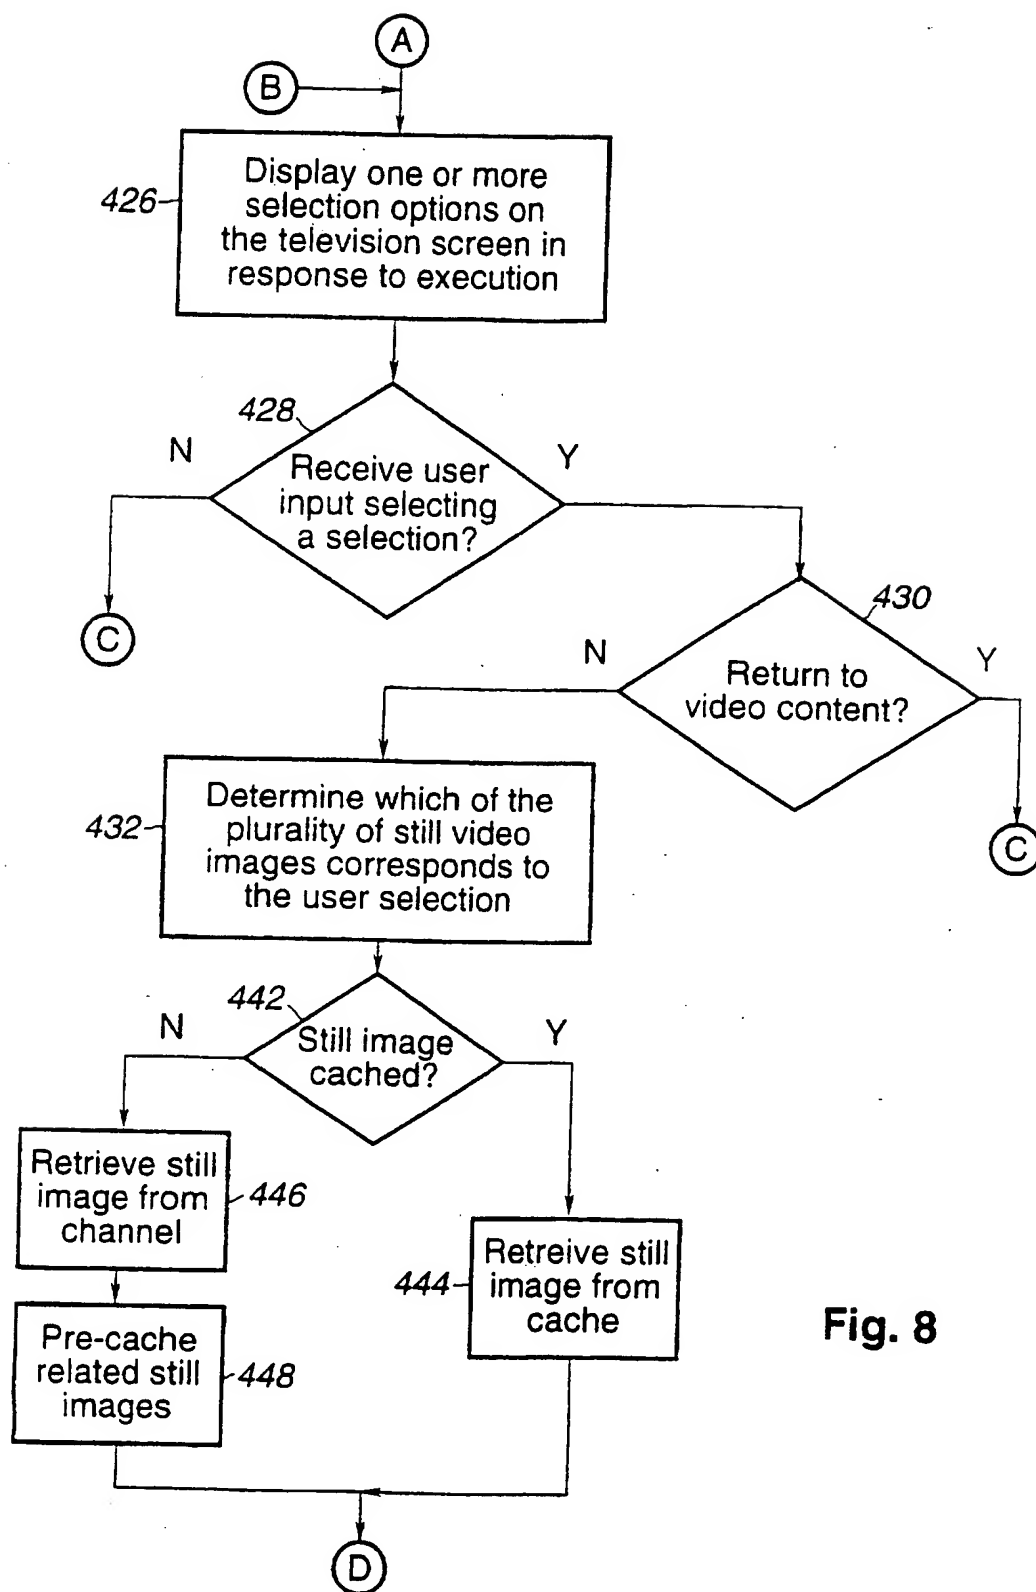 A
B
Display one or more
selection options on
the television screen in
response to execution
426
428
N
Y
Receive user
input selecting
a selection?
C
430
N
Y
Return to
video content?
C
Determine which of the
plurality of still video
images corresponds to
the user selection
432
442
N
Y
Still image
cached?
Retrieve still
image from
channel
446
Retreive still
image from
cache
444
Pre-cache
related still
images
448
Fig. 8
D